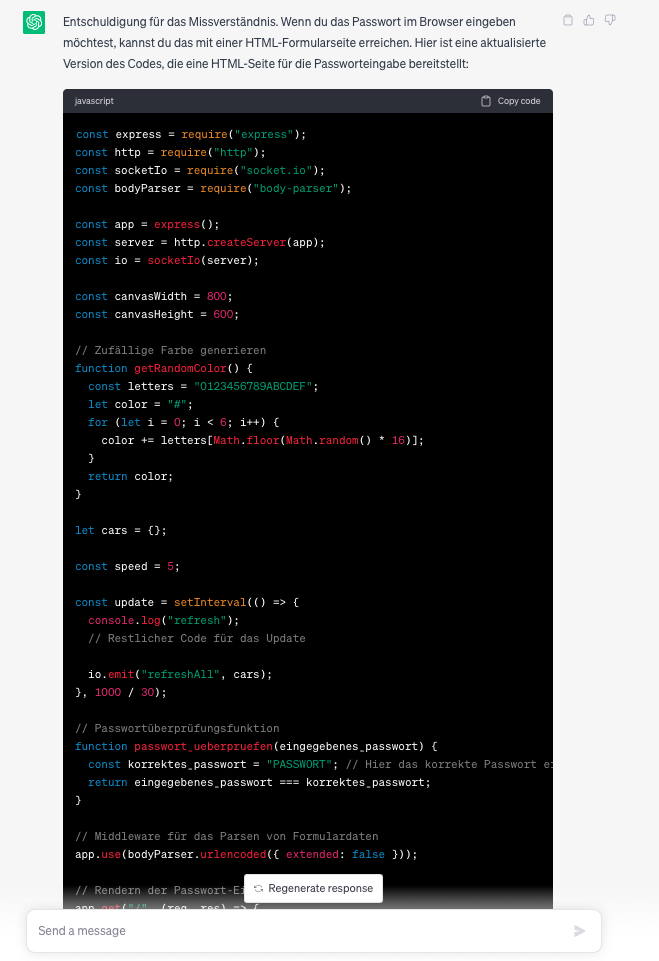 Entschuldigung für das Missverständnis. Wenn du das Passwort im Browser eingeben
möchtest, kannst du das mit einer HTML-Formularseite erreichen. Hier ist eine aktualisierte
Version des Codes, die eine HTML-Seite für die Passworteingabe bereitstellt:
javascript Copy code
const express = require("express");
const http = require("http");
const socketIo = require("socket.io");
const bodyParser = require("body-parser");
const app = express();
const server = http.createServer(app);
const io = socketIo(server);
const canvasWidth = 800;
const canvasHeight = 600;
// Zufällige Farbe generieren
function getRandomColor() {
const letters = "0123456789ABCDEF";
let color = "#";
for (let i = 0; i < 6; i++) {
color += letters[Math.floor(Math.random() * 16)];
}
return color;
}
let cars = {};
const speed = 5;
const update = setInterval(() => {
console.log("refresh");
// Restlicher Code für das Update
io.emit("refreshAll", cars);
}, 1000 / 30);
// Passwortüberprüfungsfunktion
function passwort_ueberpruefen(eingegebenes_passwort) {
const korrektes_passwort = "PASSWORT"; // Hier das korrekte Passwort
return eingegebenes_passwort === korrektes_passwort;
}
// Middleware für das Parsen von Formulardaten
app.use(bodyParser.urlencoded({ extended: false }));
// Rendern der Passwort-Ei
Regenerate response
app.get("/", (req, res) => {
Send a message